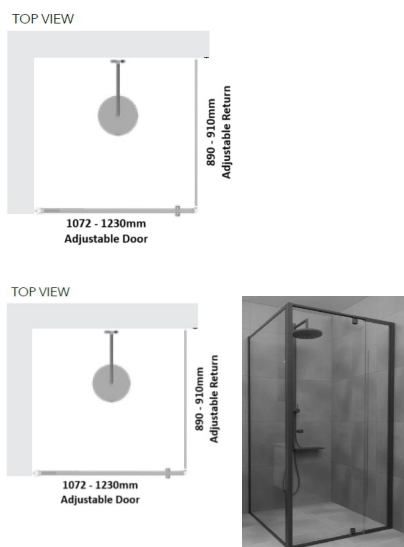 TOP VIEW
890 - 910mm
Adjustable Return
1072 - 1230mm
Adjustable Door
TOP VIEW
890 - 910mm
Adjustable Return
1072 - 1230mm
Adjustable Door